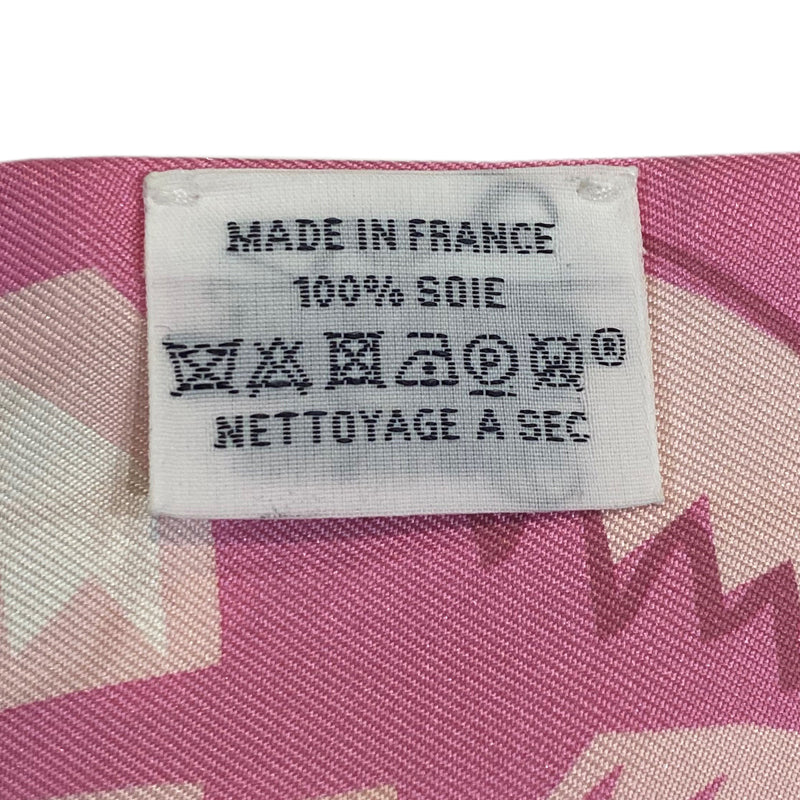 MADE IN FRANCE
100% SOIE
P ®
NETTOYAGE A SEC